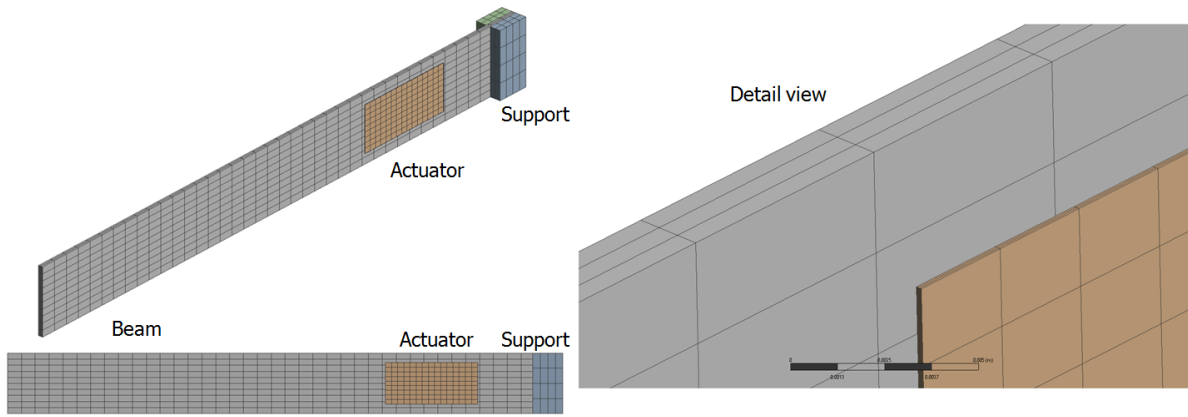 Support
Actuator
Beam
Actuator
Support
Detail view
0
0.0025
0.005 (m)
0.0013
0.0037